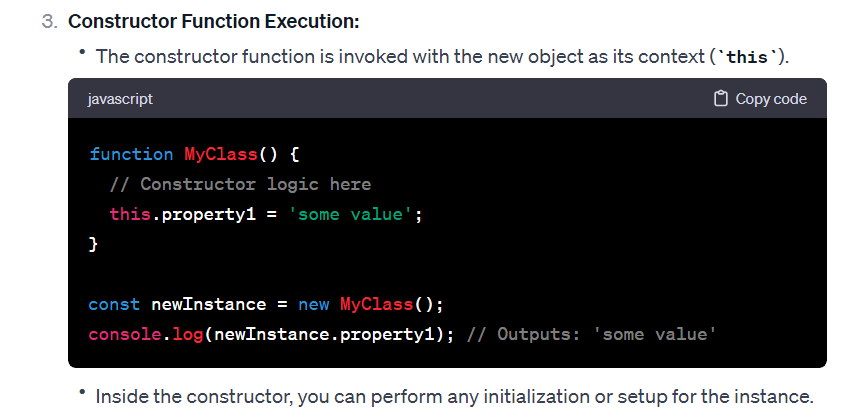 3. Constructor Function Execution:
• The constructor function is invoked with the new object as its context (`this`).
javascript Copy code
function MyClass() {
  // Constructor logic here
  this.property1 = 'some value';
}
const newInstance = new MyClass();
console.log(newInstance.property1); // Outputs: 'some value'
• Inside the constructor, you can perform any initialization or setup for the instance.